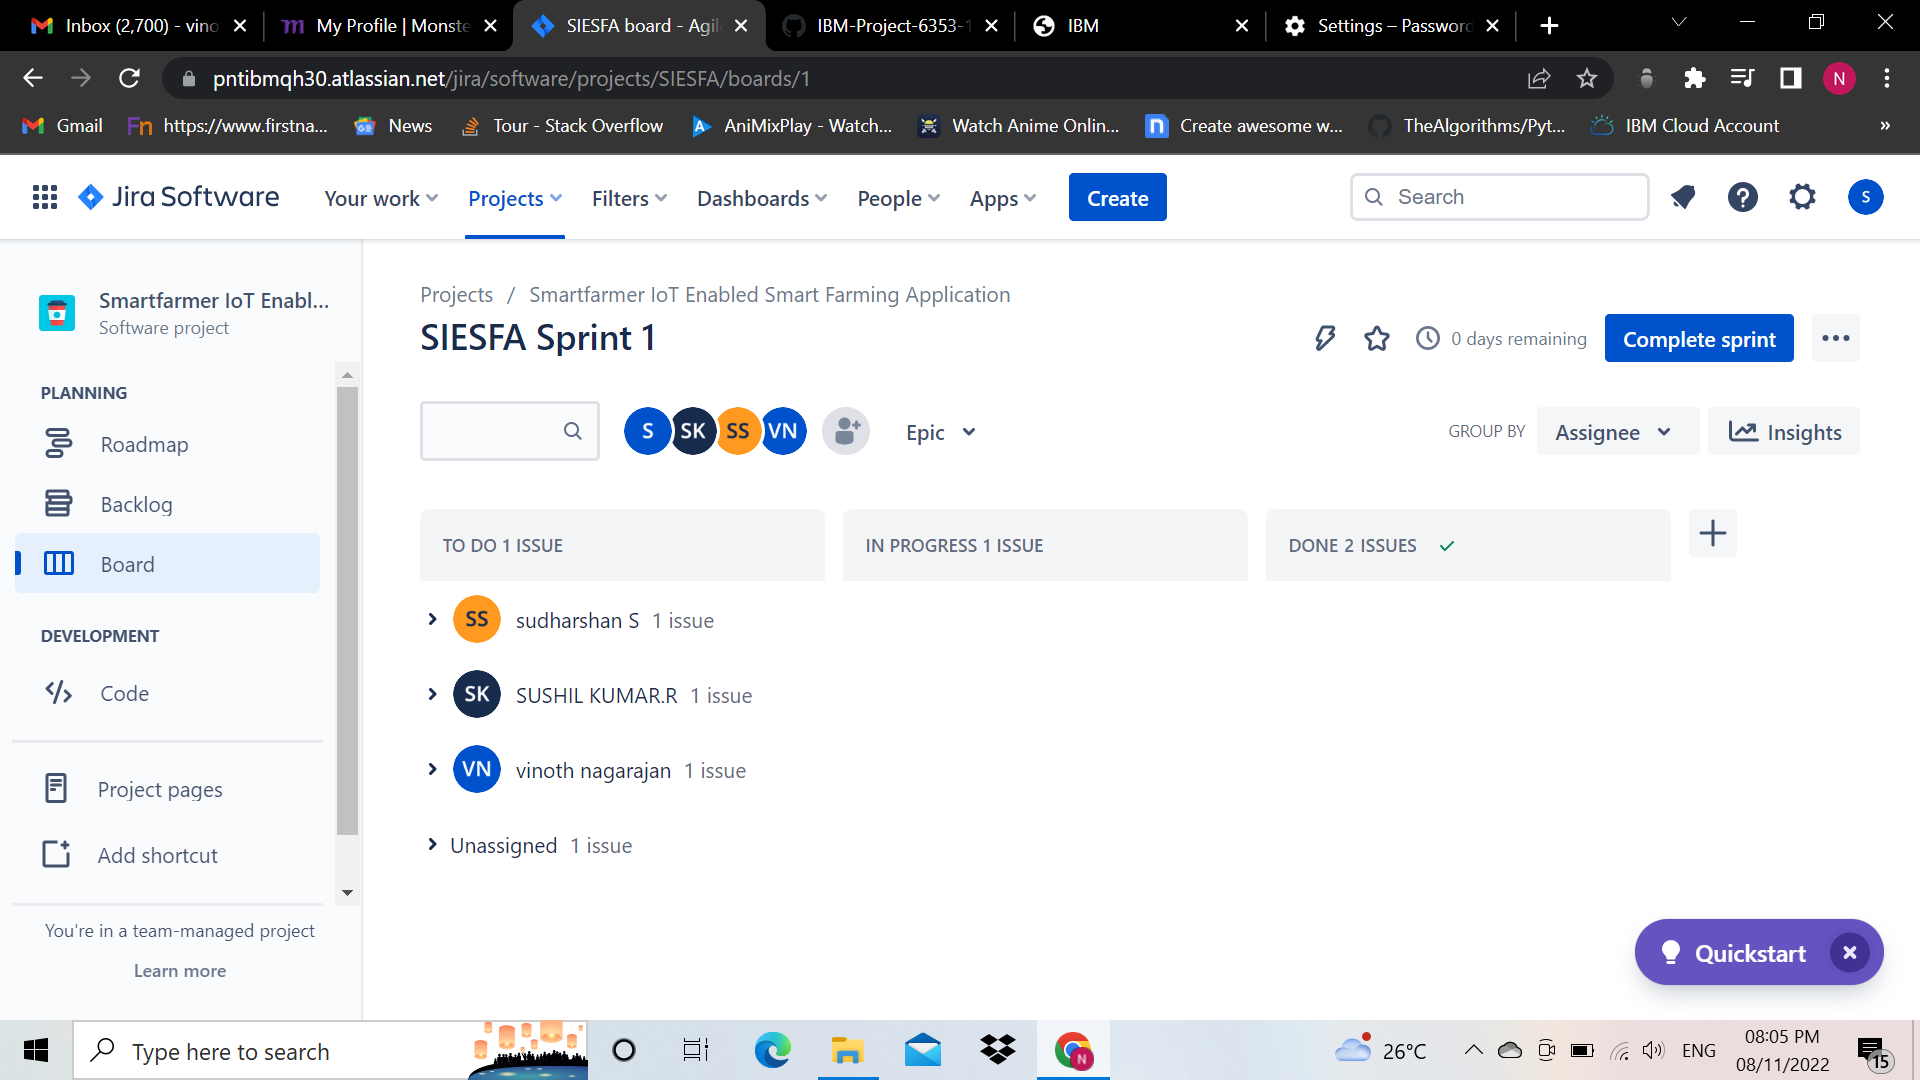 Inbox (2,700) - vino
My Profile | Monste
SIESFA board - Agil
IBM-Project-6353-1
IBM
Settings – Password
pntibmqh30.atlassian.net/jira/software/projects/SIESFA/boards/1
N
Gmail
Fn https://www.firstna...
News
Tour - Stack Overflow
AniMixPlay - Watch...
Watch Anime Onlin...
Create awesome w...
TheAlgorithms/Pyt...
IBM Cloud Account
»
Jira Software
Your work
Projects
Filters
Dashboards
People
Apps
Create
Search
S
Smartfarmer IoT Enabl...
Software project
PLANNING
Roadmap
Backlog
Board
DEVELOPMENT
Code
Project pages
Add shortcut
You're in a team-managed project
Learn more
Projects / Smartfarmer IoT Enabled Smart Farming Application
SIESFA Sprint 1
0 days remaining
Complete sprint
S SK SS VN
Epic
GROUP BY
Assignee
Insights
TO DO 1 ISSUE
IN PROGRESS 1 ISSUE
DONE 2 ISSUES
SS sudharshan S 1 issue
SK SUSHIL KUMAR.R 1 issue
VN vinoth nagarajan 1 issue
Unassigned 1 issue
Quickstart
Type here to search
N
26°C
ENG
08:05 PM
08/11/2022
15